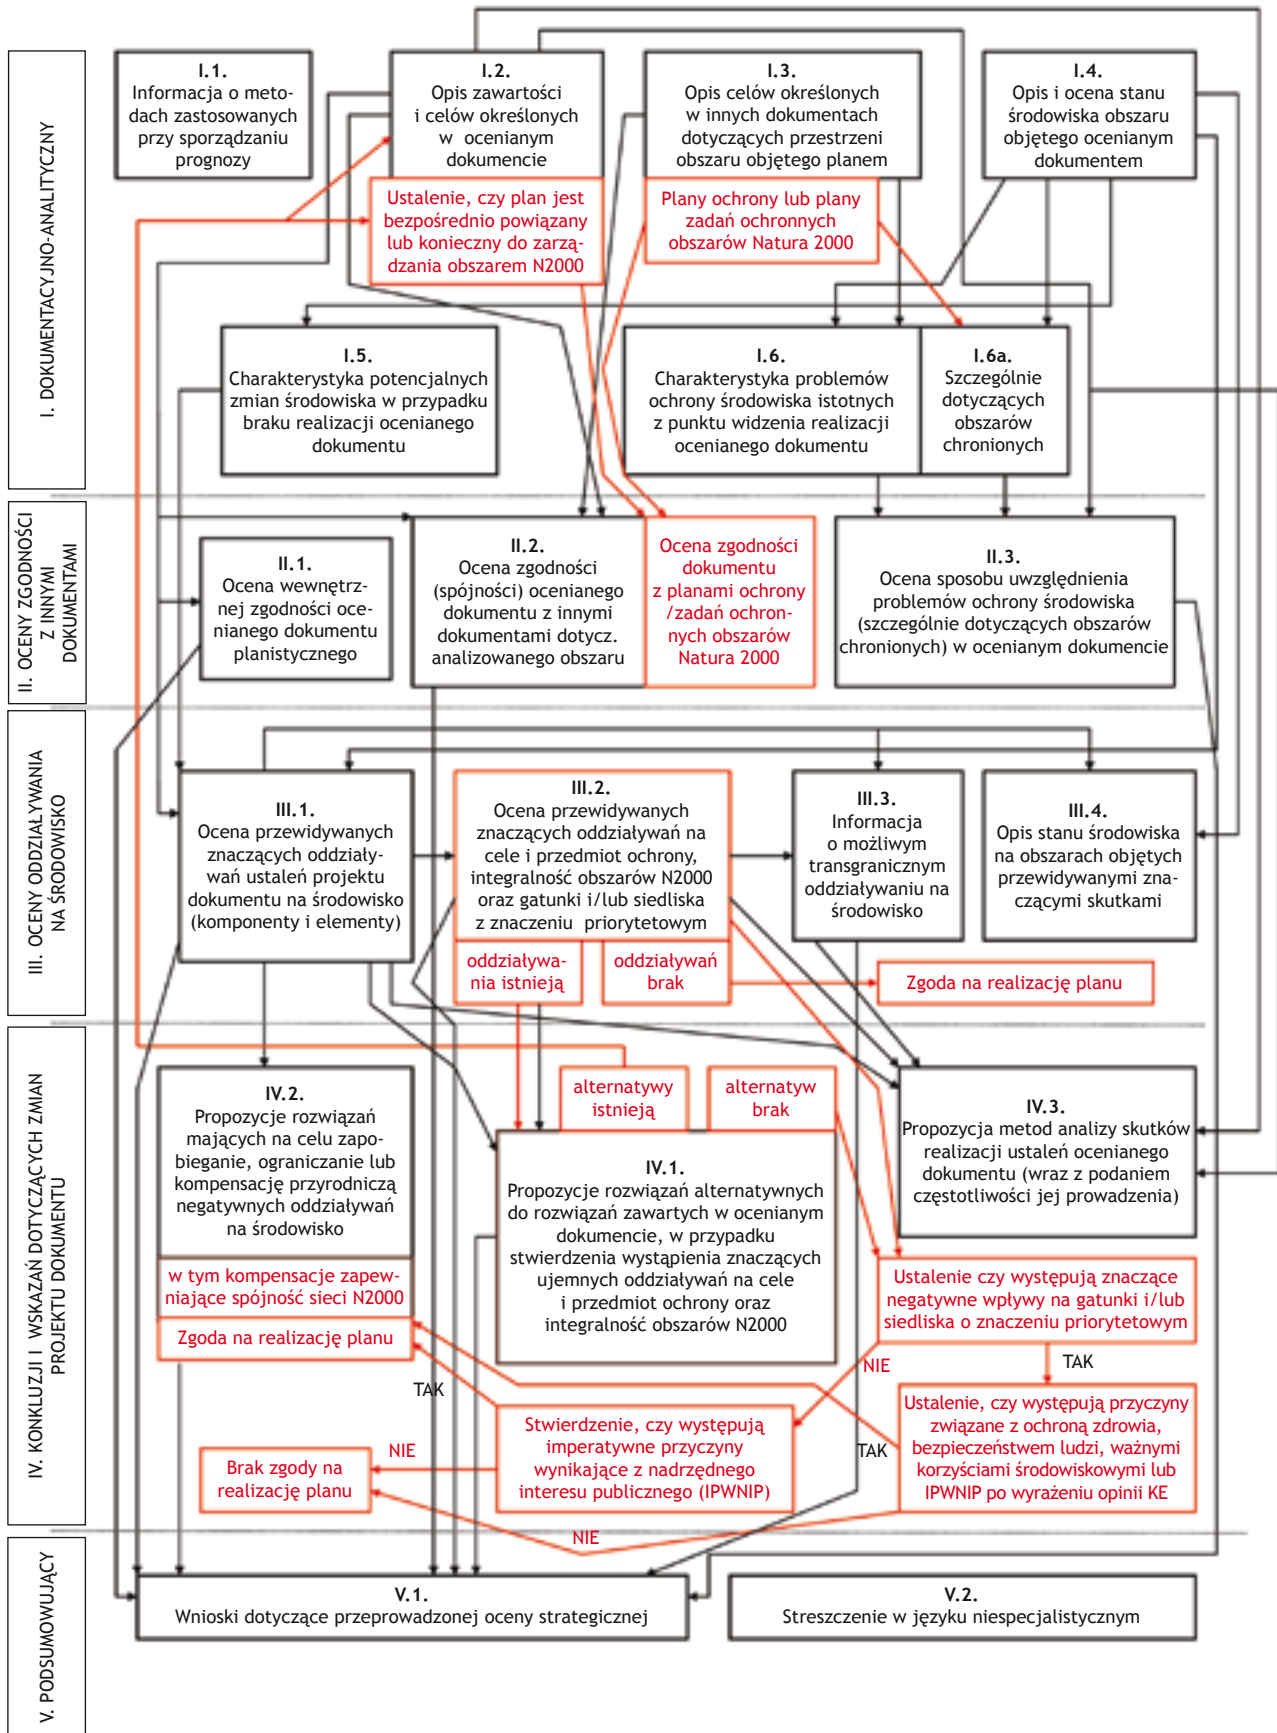 I. DOKUMENTACYJNO-ANALITYCZNY
I.1.
Informacja o meto-
dach zastosowanych
przy sporządzaniu
prognozy
I.2.
Opis zawartości
i celów określonych
w ocenianym
dokumencie
Ustalenie, czy plan jest
bezpośrednio powiązany
lub konieczny do zarzą-
dzania obszarem N2000
I.3.
Opis celów określonych
w innych dokumentach
dotyczących przestrzeni
obszaru objętego planem
Plany ochrony lub plany
zadań ochronnych
obszarów Natura 2000
I.4.
Opis i ocena stanu
środowiska obszaru
objętego ocenianym
dokumentem
I.5.
Charakterystyka potencjalnych
zmian środowiska w przypadku
braku realizacji ocenianego
dokumentu
I.6.
Charakterystyka problemów
ochrony środowiska istotnych
z punktu widzenia realizacji
ocenianego dokumentu
I.6a.
Szczególnie
dotyczących
obszarów
chronionych
II. OCENY ZGODNOŚCI
Z INNYMI
DOKUMENTAMI
II.1.
Ocena wewnętrz-
nej zgodności oce-
nianego dokumentu
planistycznego
II.2.
Ocena zgodności
(spójności) ocenianego
dokumentu z innymi
dokumentami dotycz.
analizowanego obszaru
Ocena zgodności
dokumentu
z planami ochrony
/zadań ochron-
nych obszarów
Natura 2000
II.3.
Ocena sposobu uwzględnienia
problemów ochrony środowiska
(szczególnie dotyczących obszarów
chronionych) w ocenianym dokumencie
III. OCENY ODDZIAŁYWANIA
NA ŚRODOWISKO
III.1.
Ocena przewidywanych
znaczących oddziały-
wań ustaleń projektu
dokumentu na środowisko
(komponenty i elementy)
III.2.
Ocena przewidywanych
znaczących oddziaływań na
cele i przedmiot ochrony,
integralność obszarów N2000
oraz gatunki i/lub siedliska
z znaczeniu priorytetowym
oddziaływa-
nia istnieją
oddziaływań
brak
III.3.
Informacja
o możliwym
transgranicznym
oddziaływaniu na
środowisko
III.4.
Opis stanu środowiska
na obszarach objętych
przewidywanymi zna-
czącymi skutkami
Zgoda na realizację planu
IV. KONKLUZJI I WSKAZAŃ DOTYCZĄCYCH ZMIAN
PROJEKTU DOKUMENTU
IV.2.
Propozycje rozwiązań
mających na celu zapo-
bieganie, ograniczanie lub
kompensację przyrodniczą
negatywnych oddziaływań
na środowisko
w tym kompensacje zapew-
niające spójność sieci N2000
Zgoda na realizację planu
alternatywy
istnieją
alternatyw
brak
IV.1.
Propozycje rozwiązań alternatywnych
do rozwiązań zawartych w ocenianym
dokumencie, w przypadku
stwierdzenia wystąpienia znaczących
ujemnych oddziaływań na cele
i przedmiot ochrony oraz
integralność obszarów N2000
IV.3.
Propozycja metod analizy skutków
realizacji ustaleń ocenianego
dokumentu (wraz z podaniem
częstotliwości jej prowadzenia)
Ustalenie czy występują znaczące
negatywne wpływy na gatunki i/lub
siedliska o znaczeniu priorytetowym
NIE
TAK
TAK
Stwierdzenie, czy występują
imperatywne przyczyny
wynikające z nadrzędnego
interesu publicznego (IPWNIP)
TAK
Ustalenie, czy występują przyczyny
związane z ochroną zdrowia,
bezpieczeństwem ludzi, ważnymi
korzyściami środowiskowymi lub
IPWNIP po wyrażeniu opinii KE
NIE
Brak zgody na
realizację planu
NIE
V. PODSUMOWUJĄCY
V.1.
Wnioski dotyczące przeprowadzonej oceny strategicznej
V.2.
Streszczenie w języku niespecjalistycznym